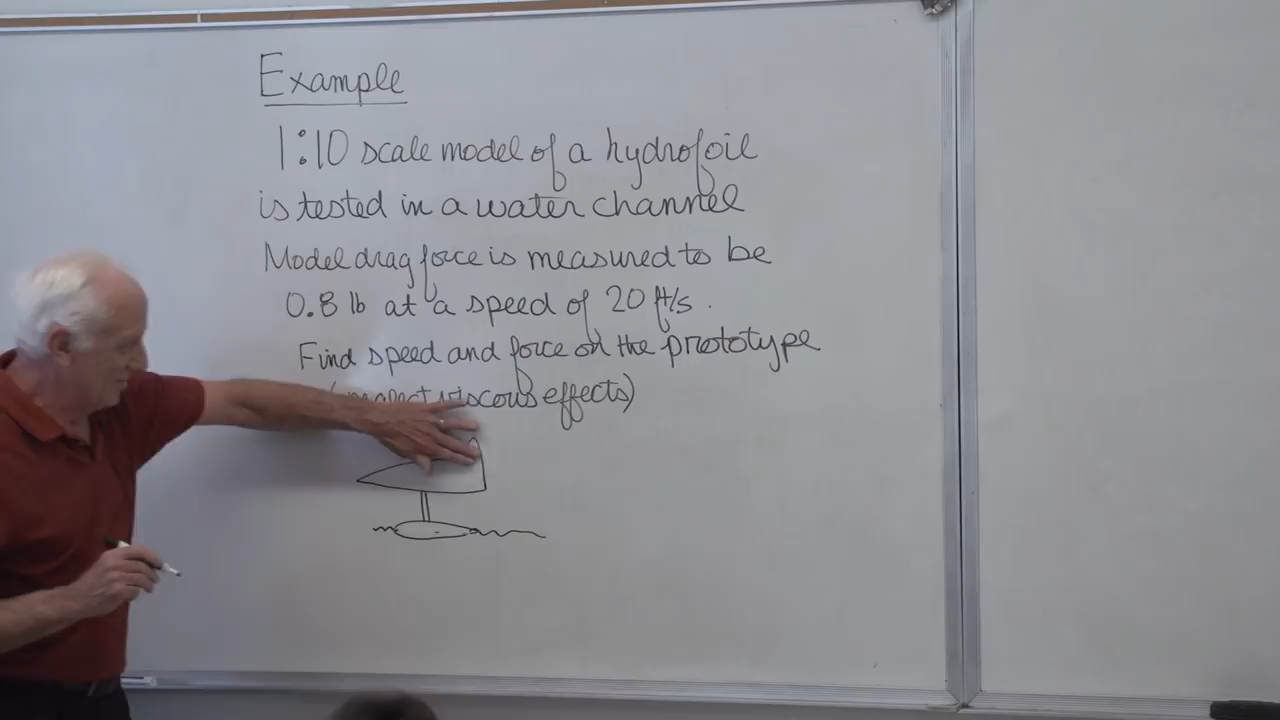 Example
1:10 scale model of a hydrofoil
is tested in a water channel
Model drag force is measured to be
0.8 lb at a speed of 20 ft/s.
Find speed and force on the prototype
viscous effects)